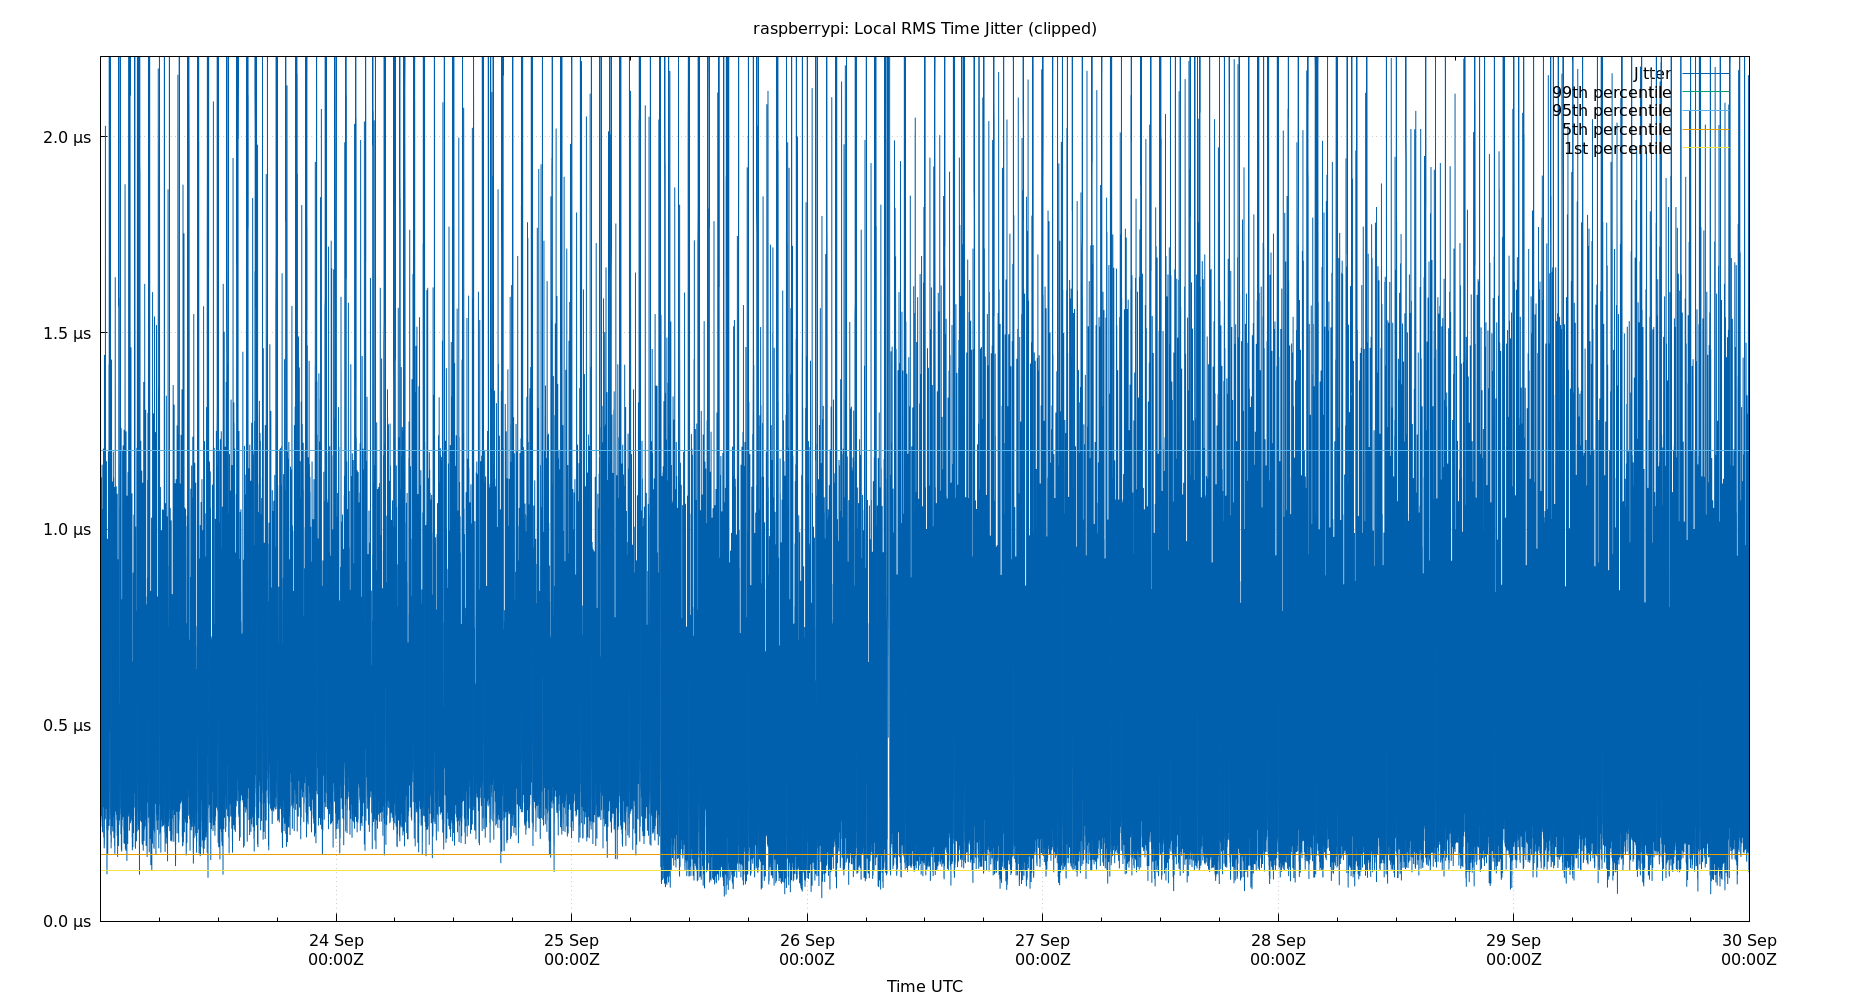 raspberrypi: Local RMS Time Jitter (clipped)
Jitter
99th percentile
95th percentile
5th percentile
1st percentile
2.0 µs
1.5 µs
1.0 µs
0.5 µs
0.0 µs
24 Sep
00:00Z
25 Sep
00:00Z
26 Sep
00:00Z
27 Sep
00:00Z
28 Sep
00:00Z
29 Sep
00:00Z
30 Sep
00:00Z
Time UTC